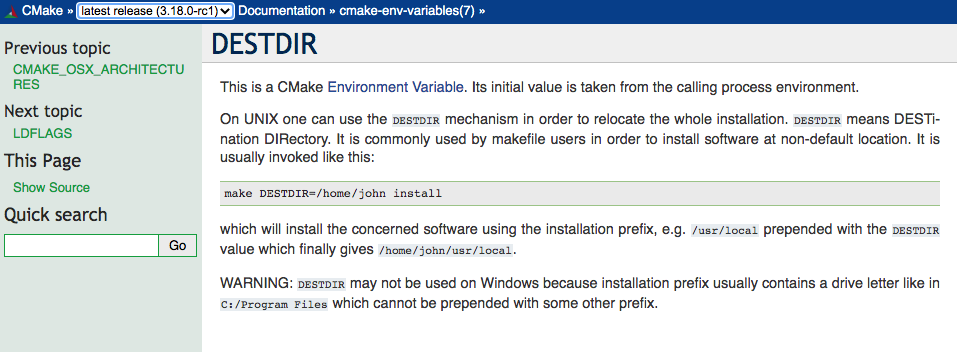 CMake » latest release (3.18.0-rc1) Documentation » cmake-env-variables(7) »
Previous topic
CMAKE_OSX_ARCHITECTU
RES
Next topic
LDFLAGS
This Page
Show Source
Quick search
Go
DESTDIR
This is a CMake Environment Variable. Its initial value is taken from the calling process environment.
On UNIX one can use the DESTDIR mechanism in order to relocate the whole installation. DESTDIR means DESTi-
nation DIRectory. It is commonly used by makefile users in order to install software at non-default location. It is
usually invoked like this:
make DESTDIR=/home/john install
which will install the concerned software using the installation prefix, e.g. /usr/local prepended with the DESTDIR
value which finally gives /home/john/usr/local.
WARNING: DESTDIR may not be used on Windows because installation prefix usually contains a drive letter like in
C:/Program Files which cannot be prepended with some other prefix.